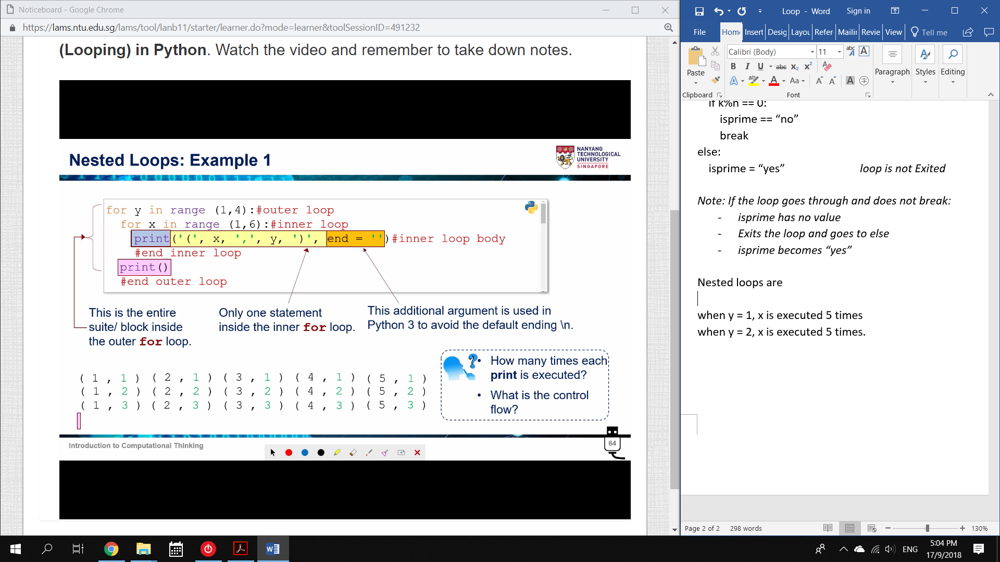 Noticeboard - Google Chrome
https://lams.ntu.edu.sg/lams/tool/lanb11/starter/learner.do?mode=learner&toolSessionID=491232
(Looping) in Python. Watch the video and remember to take down notes.
Nested Loops: Example 1
NANYANG
TECHNOLOGICAL
UNIVERSITY
SINGAPORE
for y in range (1,4):#outer loop
for x in range (1,6):#inner loop
print('(', x, ',', y, ')', end = '')#inner loop body
#end inner loop
print()
#end outer loop
This is the entire
suite/ block inside
the outer for loop.
Only one statement
inside the inner for loop.
This additional argument is used in
Python 3 to avoid the default ending \n.
( 1 , 1 ) ( 2 , 1 ) ( 3 , 1 ) ( 4 , 1 ) ( 5 , 1 )
( 1 , 2 ) ( 2 , 2 ) ( 3 , 2 ) ( 4 , 2 ) ( 5 , 2 )
( 1 , 3 ) ( 2 , 3 ) ( 3 , 3 ) ( 4 , 3 ) ( 5 , 3 )
• How many times each
print is executed?
• What is the control
flow?
Introduction to Computational Thinking
64
Loop - Word
Sign in
File Home Insert Desig Layou Refer Mailin Revie View Tell me
Paste
Clipboard
Calibri (Body) 11
B I U abc x₂ x²
A ab A Aa A A A
Font
Paragraph
Styles
Editing
if k%n == 0:
isprime == “no”
break
else:
isprime = “yes” loop is not Exited
Note: If the loop goes through and does not break:
- isprime has no value
- Exits the loop and goes to else
- isprime becomes “yes”
Nested loops are
when y = 1, x is executed 5 times
when y = 2, x is executed 5 times.
Page 2 of 2 298 words
130%
ENG
5:04 PM
17/9/2018